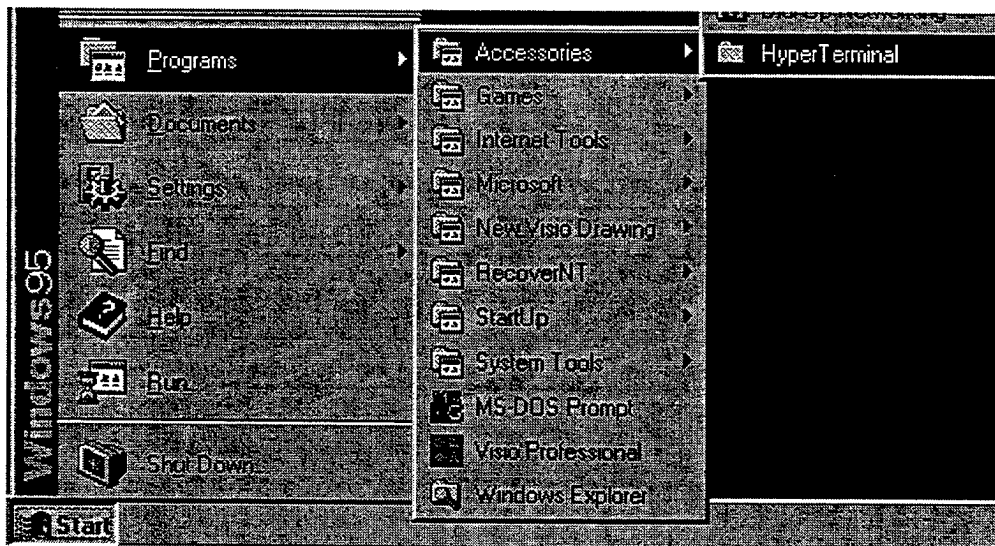 Windows95
Programs
Documents
Settings
Find
Help
Run...
Shut Down...
Start
Accessories
Games
Internet Tools
Microsoft
New Visio Drawing
RecoverNT
StartUp
System Tools
MS-DOS Prompt
Visio Professional
Windows Explorer
HyperTerminal